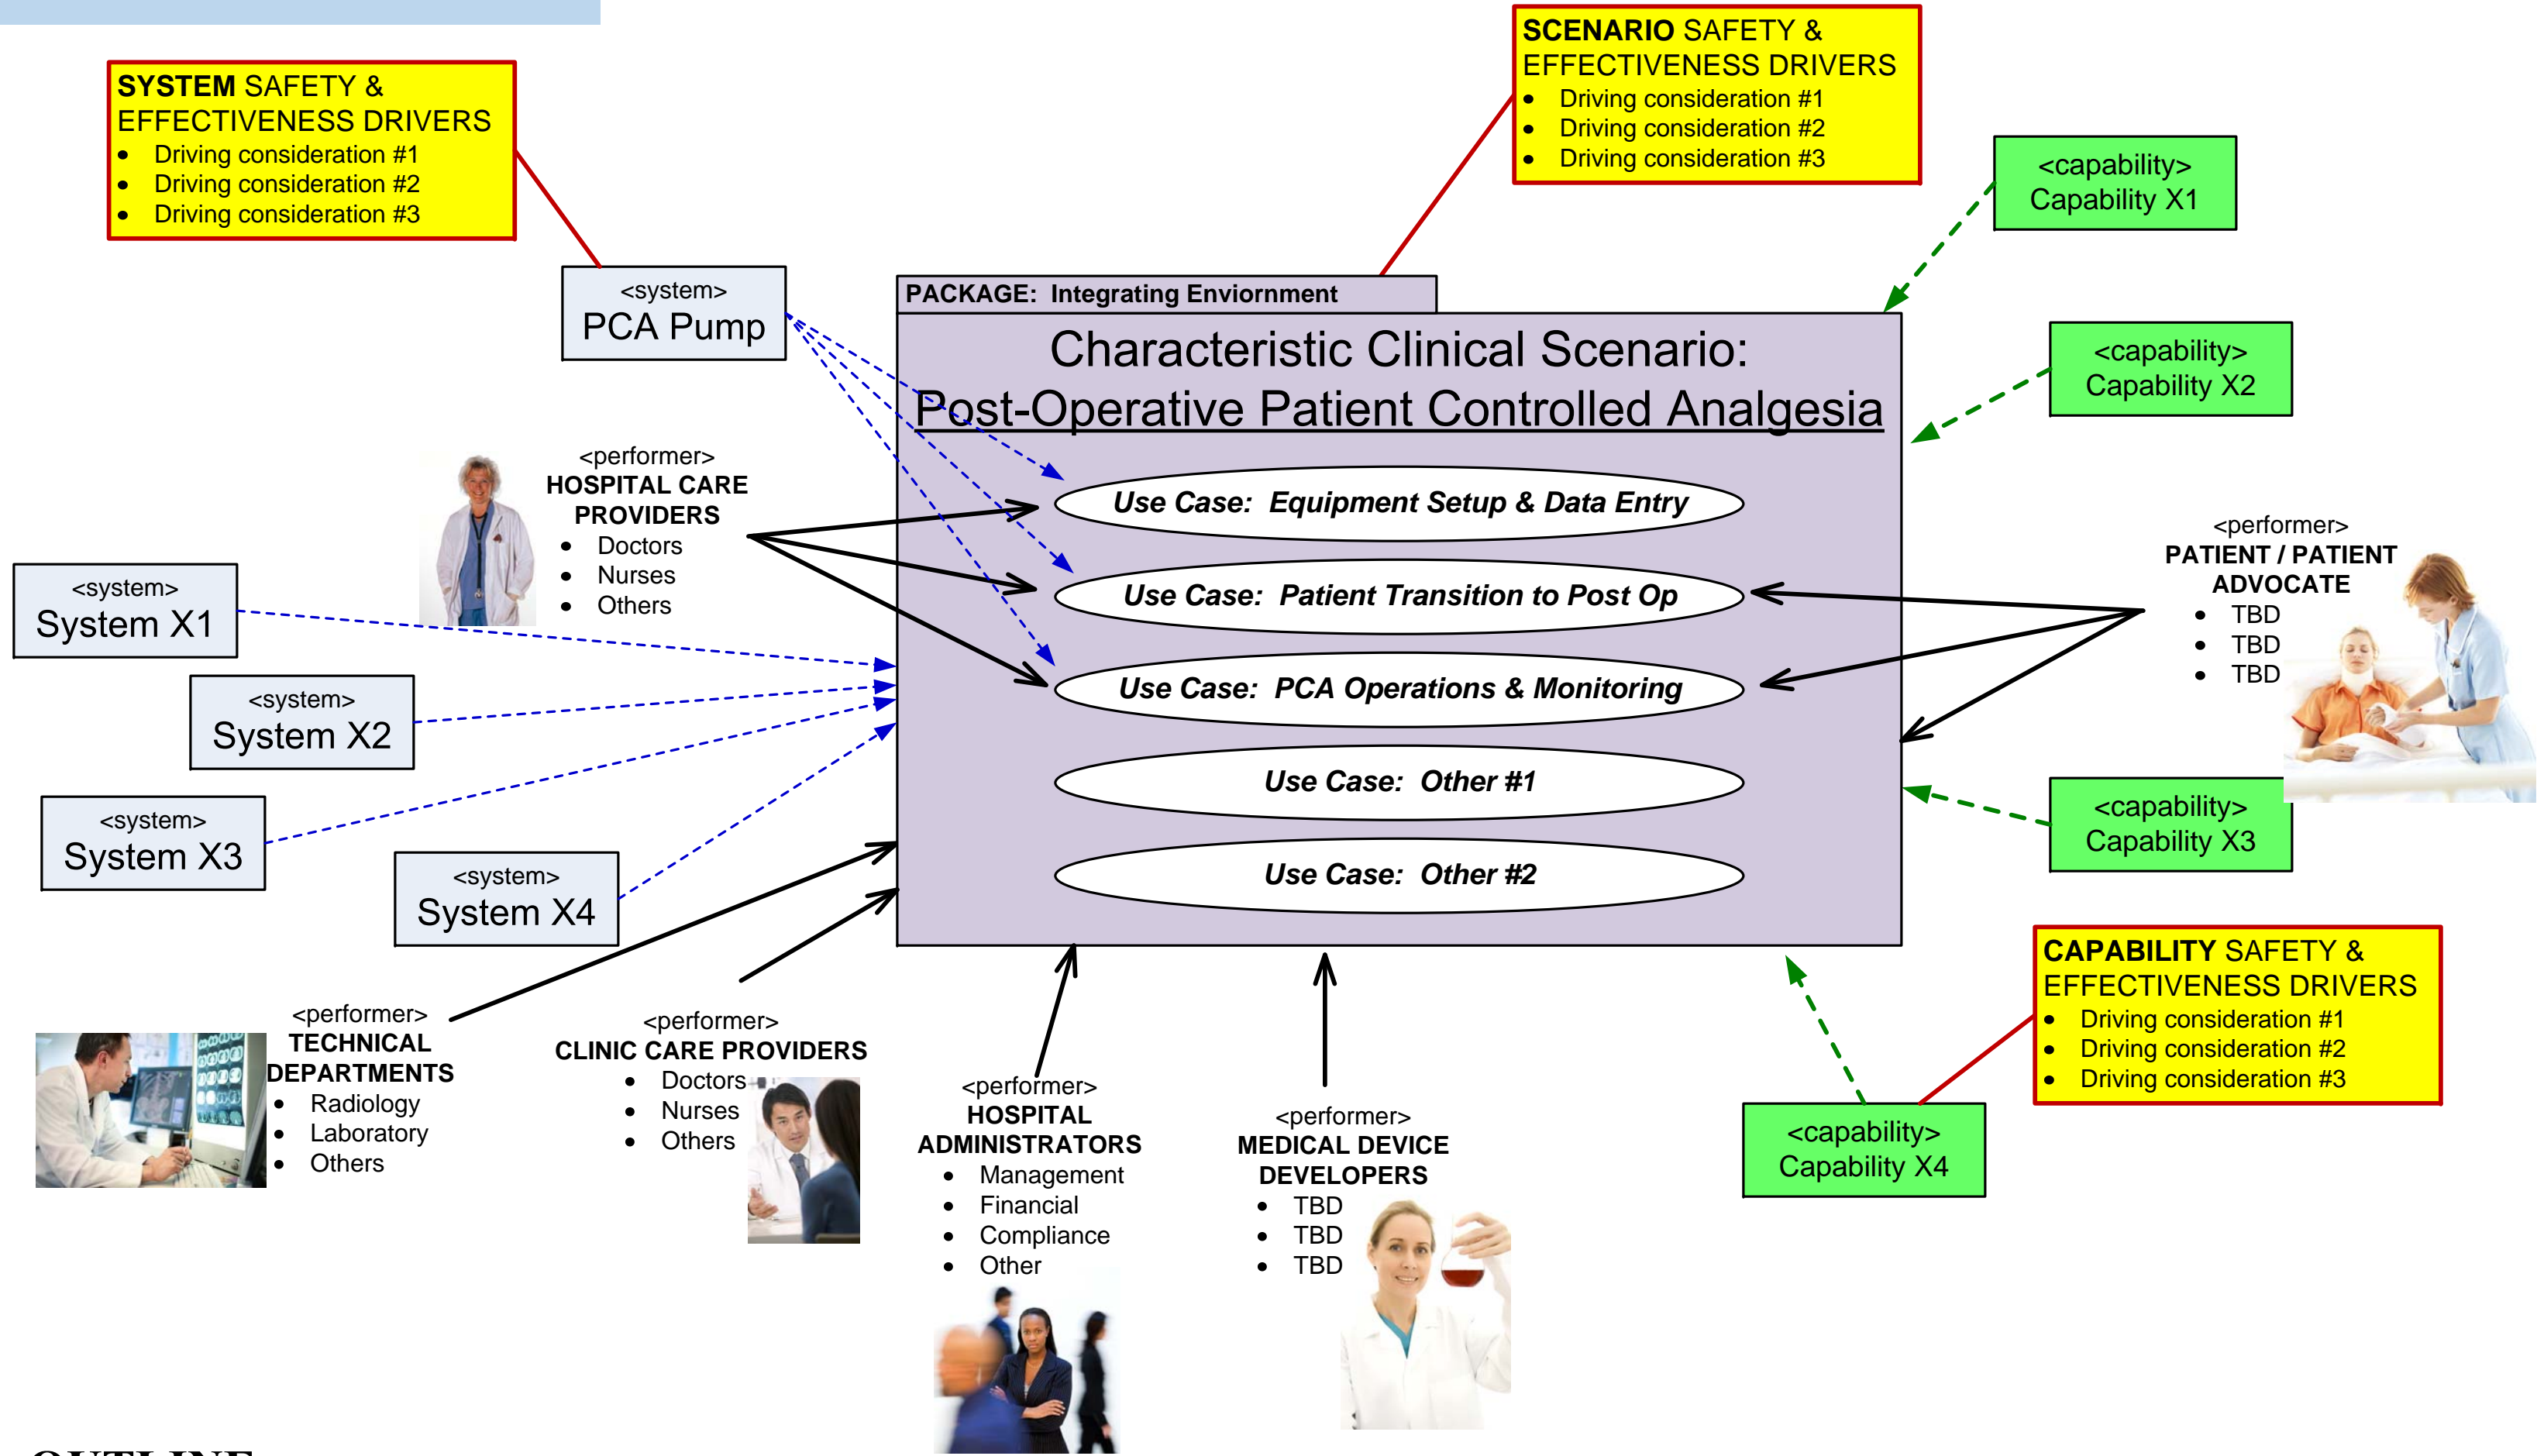 SYSTEM SAFETY &
EFFECTIVENESS DRIVERS
• Driving consideration #1
• Driving consideration #2
• Driving consideration #3
SCENARIO SAFETY &
EFFECTIVENESS DRIVERS
• Driving consideration #1
• Driving consideration #2
• Driving consideration #3
<capability>
Capability X1
<system>
PCA Pump
PACKAGE: Integrating Enviornment
Characteristic Clinical Scenario:
Post-Operative Patient Controlled Analgesia
Use Case: Equipment Setup & Data Entry
Use Case: Patient Transition to Post Op
Use Case: PCA Operations & Monitoring
Use Case: Other #1
Use Case: Other #2
<capability>
Capability X2
<performer>
HOSPITAL CARE
PROVIDERS
• Doctors
• Nurses
• Others
<performer>
PATIENT / PATIENT
ADVOCATE
• TBD
• TBD
• TBD
<system>
System X1
<system>
System X2
<system>
System X3
<system>
System X4
<capability>
Capability X3
CAPABILITY SAFETY &
EFFECTIVENESS DRIVERS
• Driving consideration #1
• Driving consideration #2
• Driving consideration #3
<capability>
Capability X4
<performer>
TECHNICAL
DEPARTMENTS
• Radiology
• Laboratory
• Others
<performer>
CLINIC CARE PROVIDERS
• Doctors
• Nurses
• Others
<performer>
HOSPITAL
ADMINISTRATORS
• Management
• Financial
• Compliance
• Other
<performer>
MEDICAL DEVICE
DEVELOPERS
• TBD
• TBD
• TBD
OUTLINE